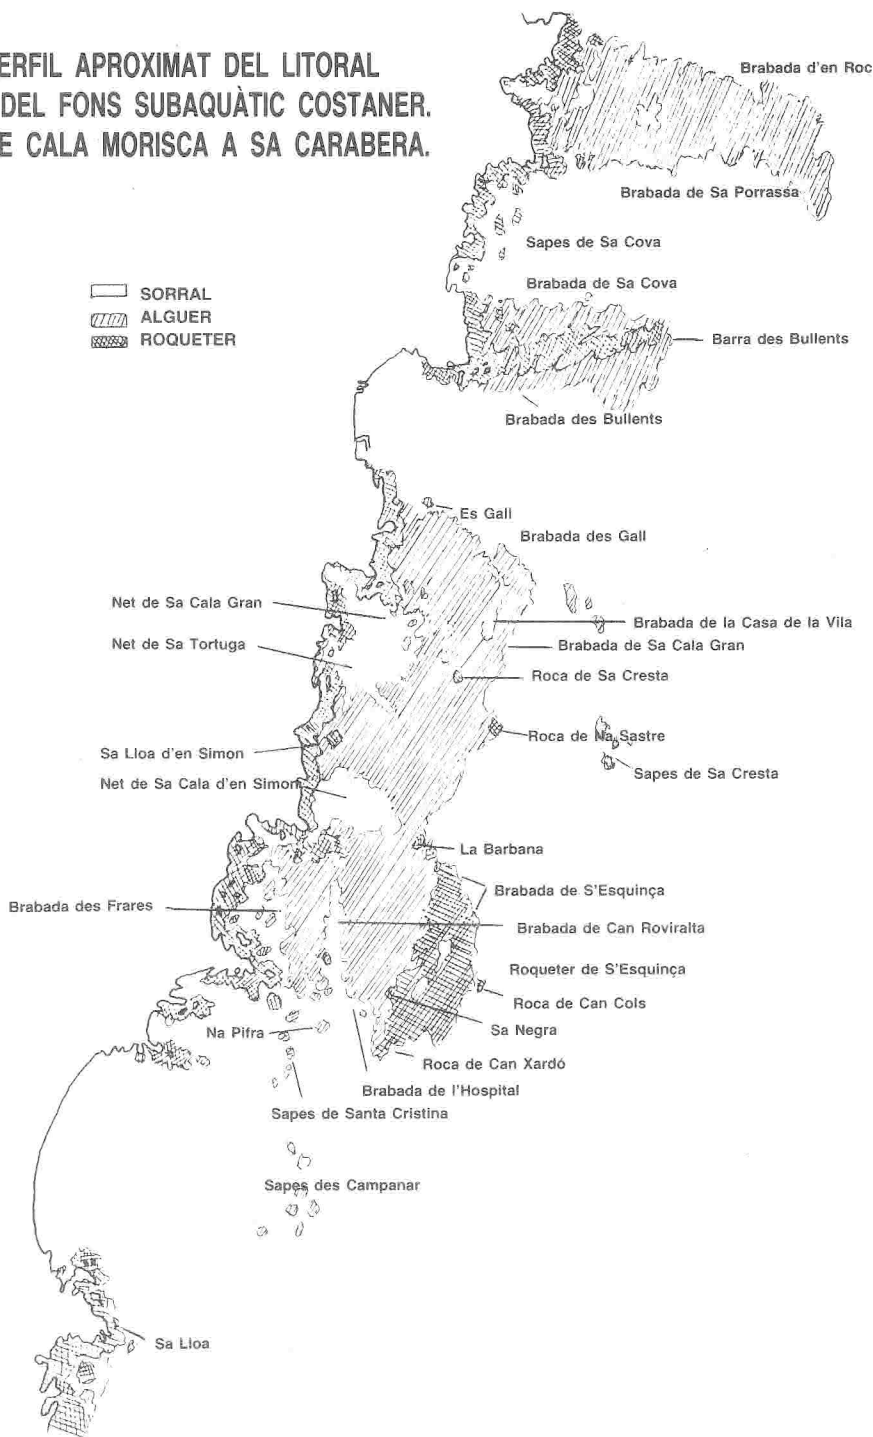 ERFIL APROXIMAT DEL LITORAL
DEL FONS SUBAQUÀTIC COSTANER.
E CALA MORISCA A SA CARABERA.
SORRAL
ALGUER
ROQUETER
Brabada d'en Roc
Brabada de Sa Porrassa
Sapes de Sa Cova
Brabada de Sa Cova
Barra des Bullents
Brabada des Bullents
Es Gall
Brabada des Gall
Net de Sa Cala Gran
Brabada de la Casa de la Vila
Net de Sa Tortuga
Brabada de Sa Cala Gran
Roca de Sa Cresta
Roca de Na Sastre
Sa Lloa d'en Simon
Sapes de Sa Cresta
Net de Sa Cala d'en Simon
La Barbana
Brabada de S'Esquinça
Brabada des Frares
Brabada de Can Roviralta
Roqueter de S'Esquinça
Roca de Can Cols
Na Pifra
Sa Negra
Roca de Can Xardó
Brabada de l'Hospital
Sapes de Santa Cristina
Sapes des Campanar
Sa Lloa